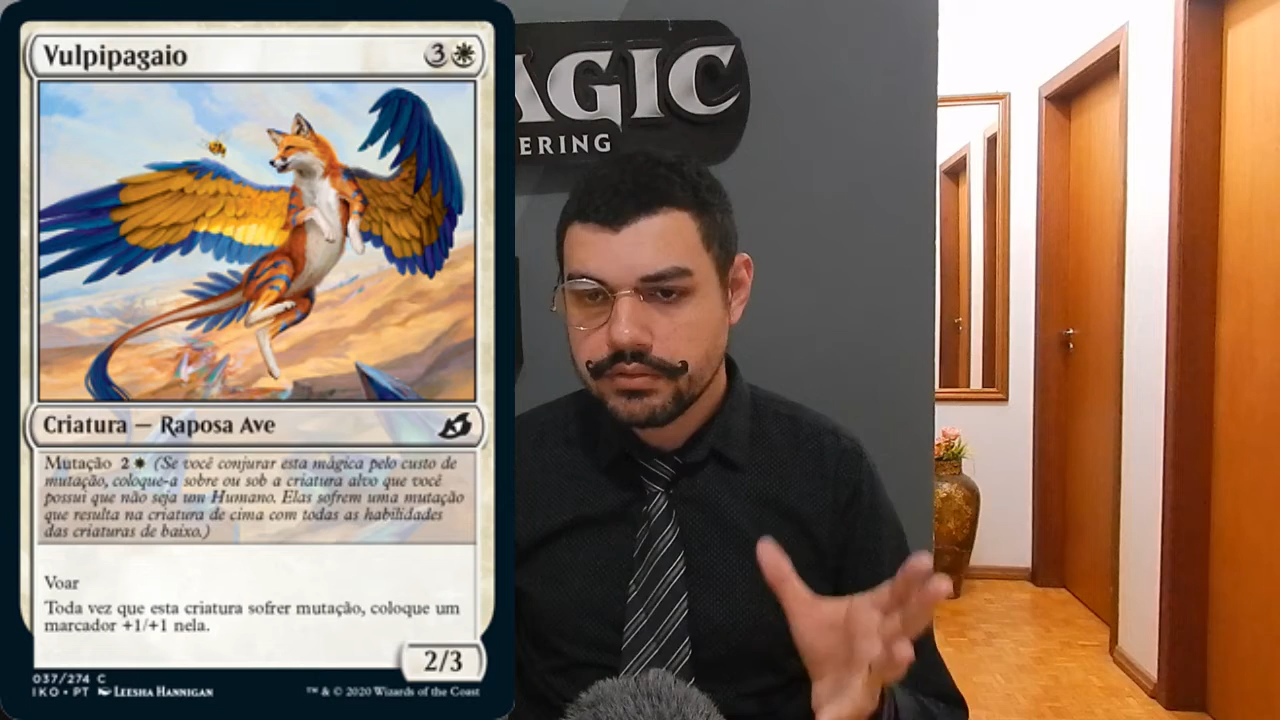 Vulpipagaio 3
AGIC
ERING
Criatura — Raposa Ave
Mutação 2 (Se você conjurar esta mágica pelo custo de
mutação, coloque-a sobre ou sob a criatura alvo que você
possui que não seja um Humano. Elas sofrem uma mutação
que resulta na criatura de cima com todas as habilidades
das criaturas de baixo.)
Voar
Toda vez que esta criatura sofrer mutação, coloque um
marcador +1/+1 nela.
2/3
037/274 C
IKO • PT LEESHA HANNIGAN
™ & © 2020 Wizards of the Coast